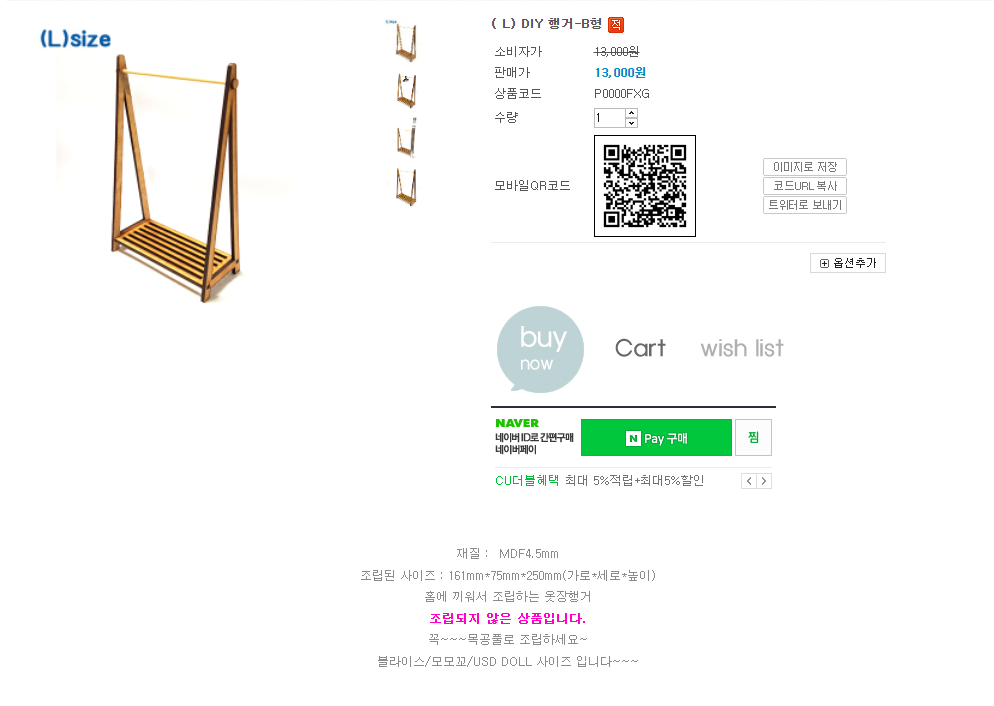 (L)size
( L) DIY 행거-B형 적
소비자가 13,000원
판매가 13,000원
상품코드 P0000FXG
수량 1
모바일QR코드
이미지로 저장
코드URL 복사
트위터로 보내기
옵션추가
buy
now
Cart
wish list
NAVER
네이버 ID로 간편구매
네이버페이
N Pay 구매
찜
CU더블혜택 최대 5%적립+최대5%할인
재질 : MDF4.5mm
조립된 사이즈 : 161mm*75mm*250mm(가로*세로*높이)
홈에 끼워서 조립하는 옷장행거
조립되지 않은 상품입니다.
꼭~~~목공풀로 조립하세요~
블라이스/모모꼬/USD DOLL 사이즈 입니다~~~